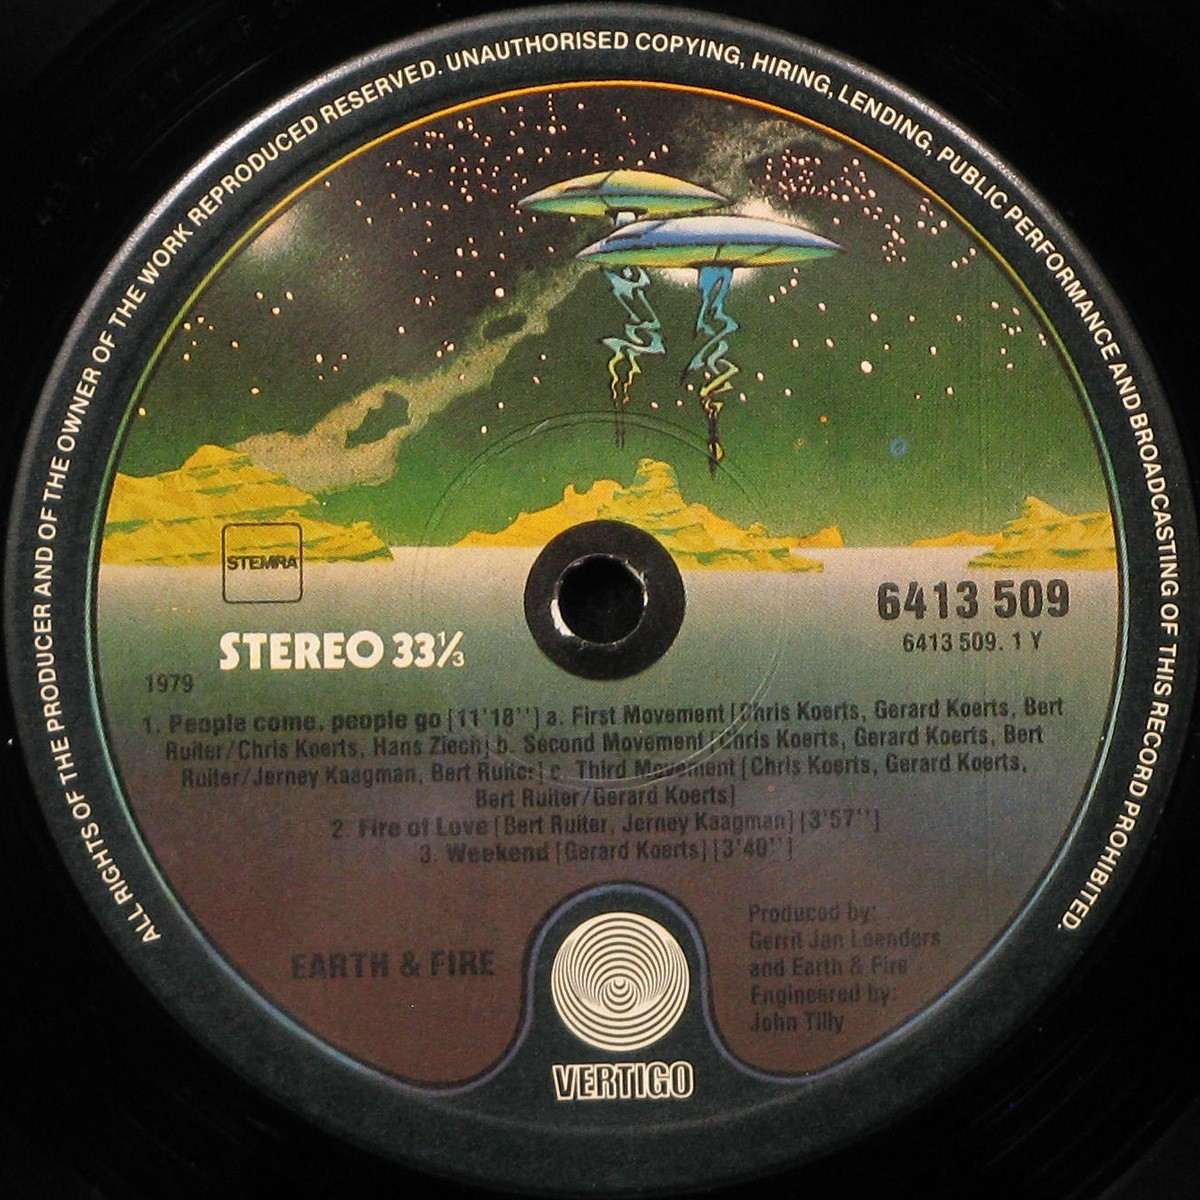 ALL RIGHTS OF THE PRODUCER AND OF THE OWNER OF THE WORK REPRODUCED RESERVED. UNAUTHORISED COPYING, HIRING, LENDING, PUBLIC PERFORMANCE AND BROADCASTING OF THIS RECORD PROHIBITED.
STEMRA
6413 509
6413 509. 1 Y
STEREO 33⅓
1979
1. People come, people go [11'18''] a. First Movement [Chris Koerts, Gerard Koerts, Bert
Ruiter/Chris Koerts, Hans Ziech] b. Second Movement [Chris Koerts, Gerard Koerts, Bert
Ruiter/Jerney Kaagman, Bert Ruiter] c. Third Movement [Chris Koerts, Gerard Koerts,
Bert Ruiter/Gerard Koerts]
2. Fire of Love [Bert Ruiter, Jerney Kaagman] [3'57'']
3. Weekend [Gerard Koerts] [3'40'']
EARTH & FIRE
Produced by:
Gerrit Jan Leenders
and Earth & Fire
Engineered by:
John Tilly
VERTIGO